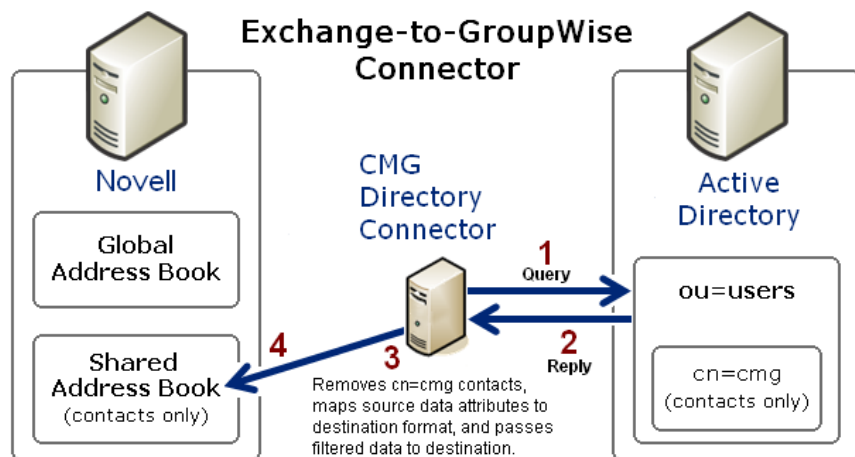 Exchange-to-GroupWise
Connector
Novell
Global
Address Book
Shared
Address Book
(contacts only)
CMG
Directory
Connector
1
Query
2
Reply
3
Removes cn=cmg contacts,
maps source data attributes to
destination format, and passes
filtered data to destination.
4
Active
Directory
ou=users
cn=cmg
(contacts only)